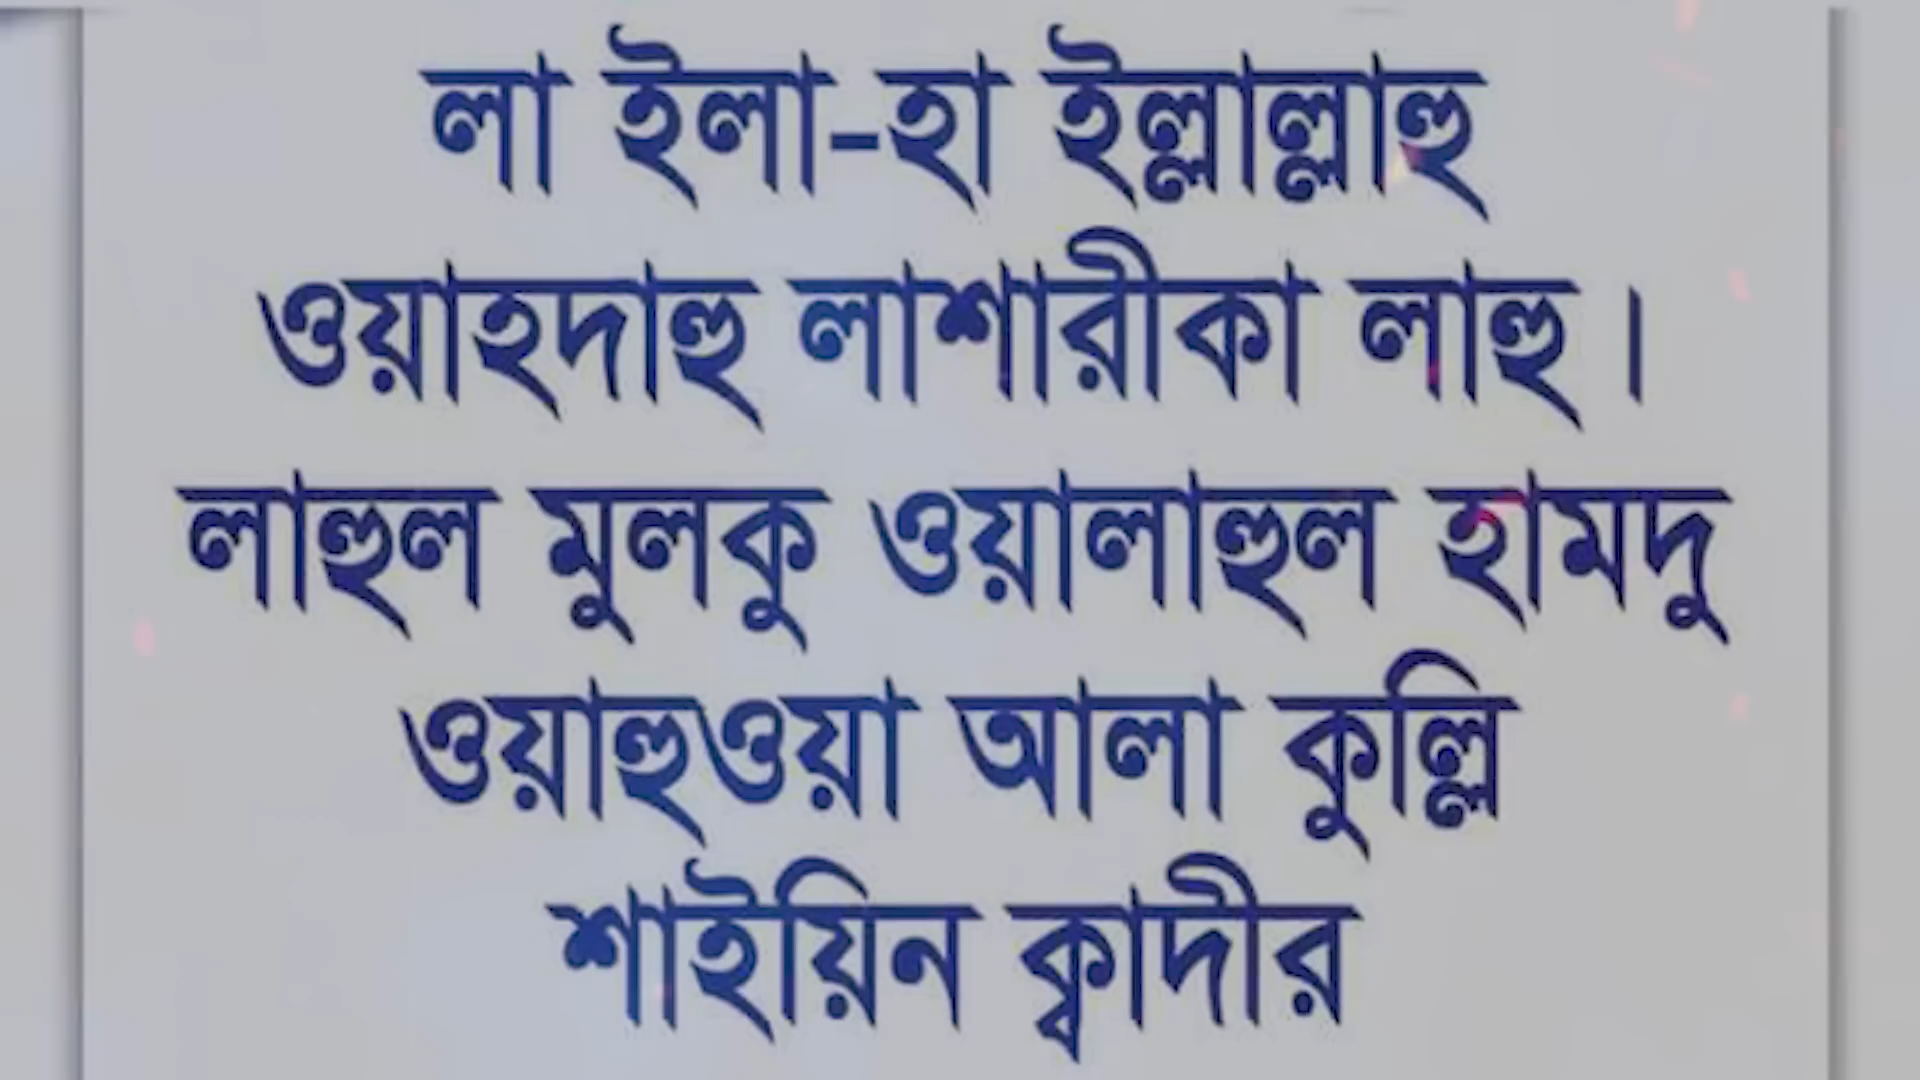 লা ইলা-হা ইল্লাল্লাহু
ওয়াহদাহু লাশারীকা লাহু।
লাহুল মুলকু ওয়ালাহুল হামদু
ওয়াহুওয়া আলা কুল্লি
শাইয়িন ক্বাদীর